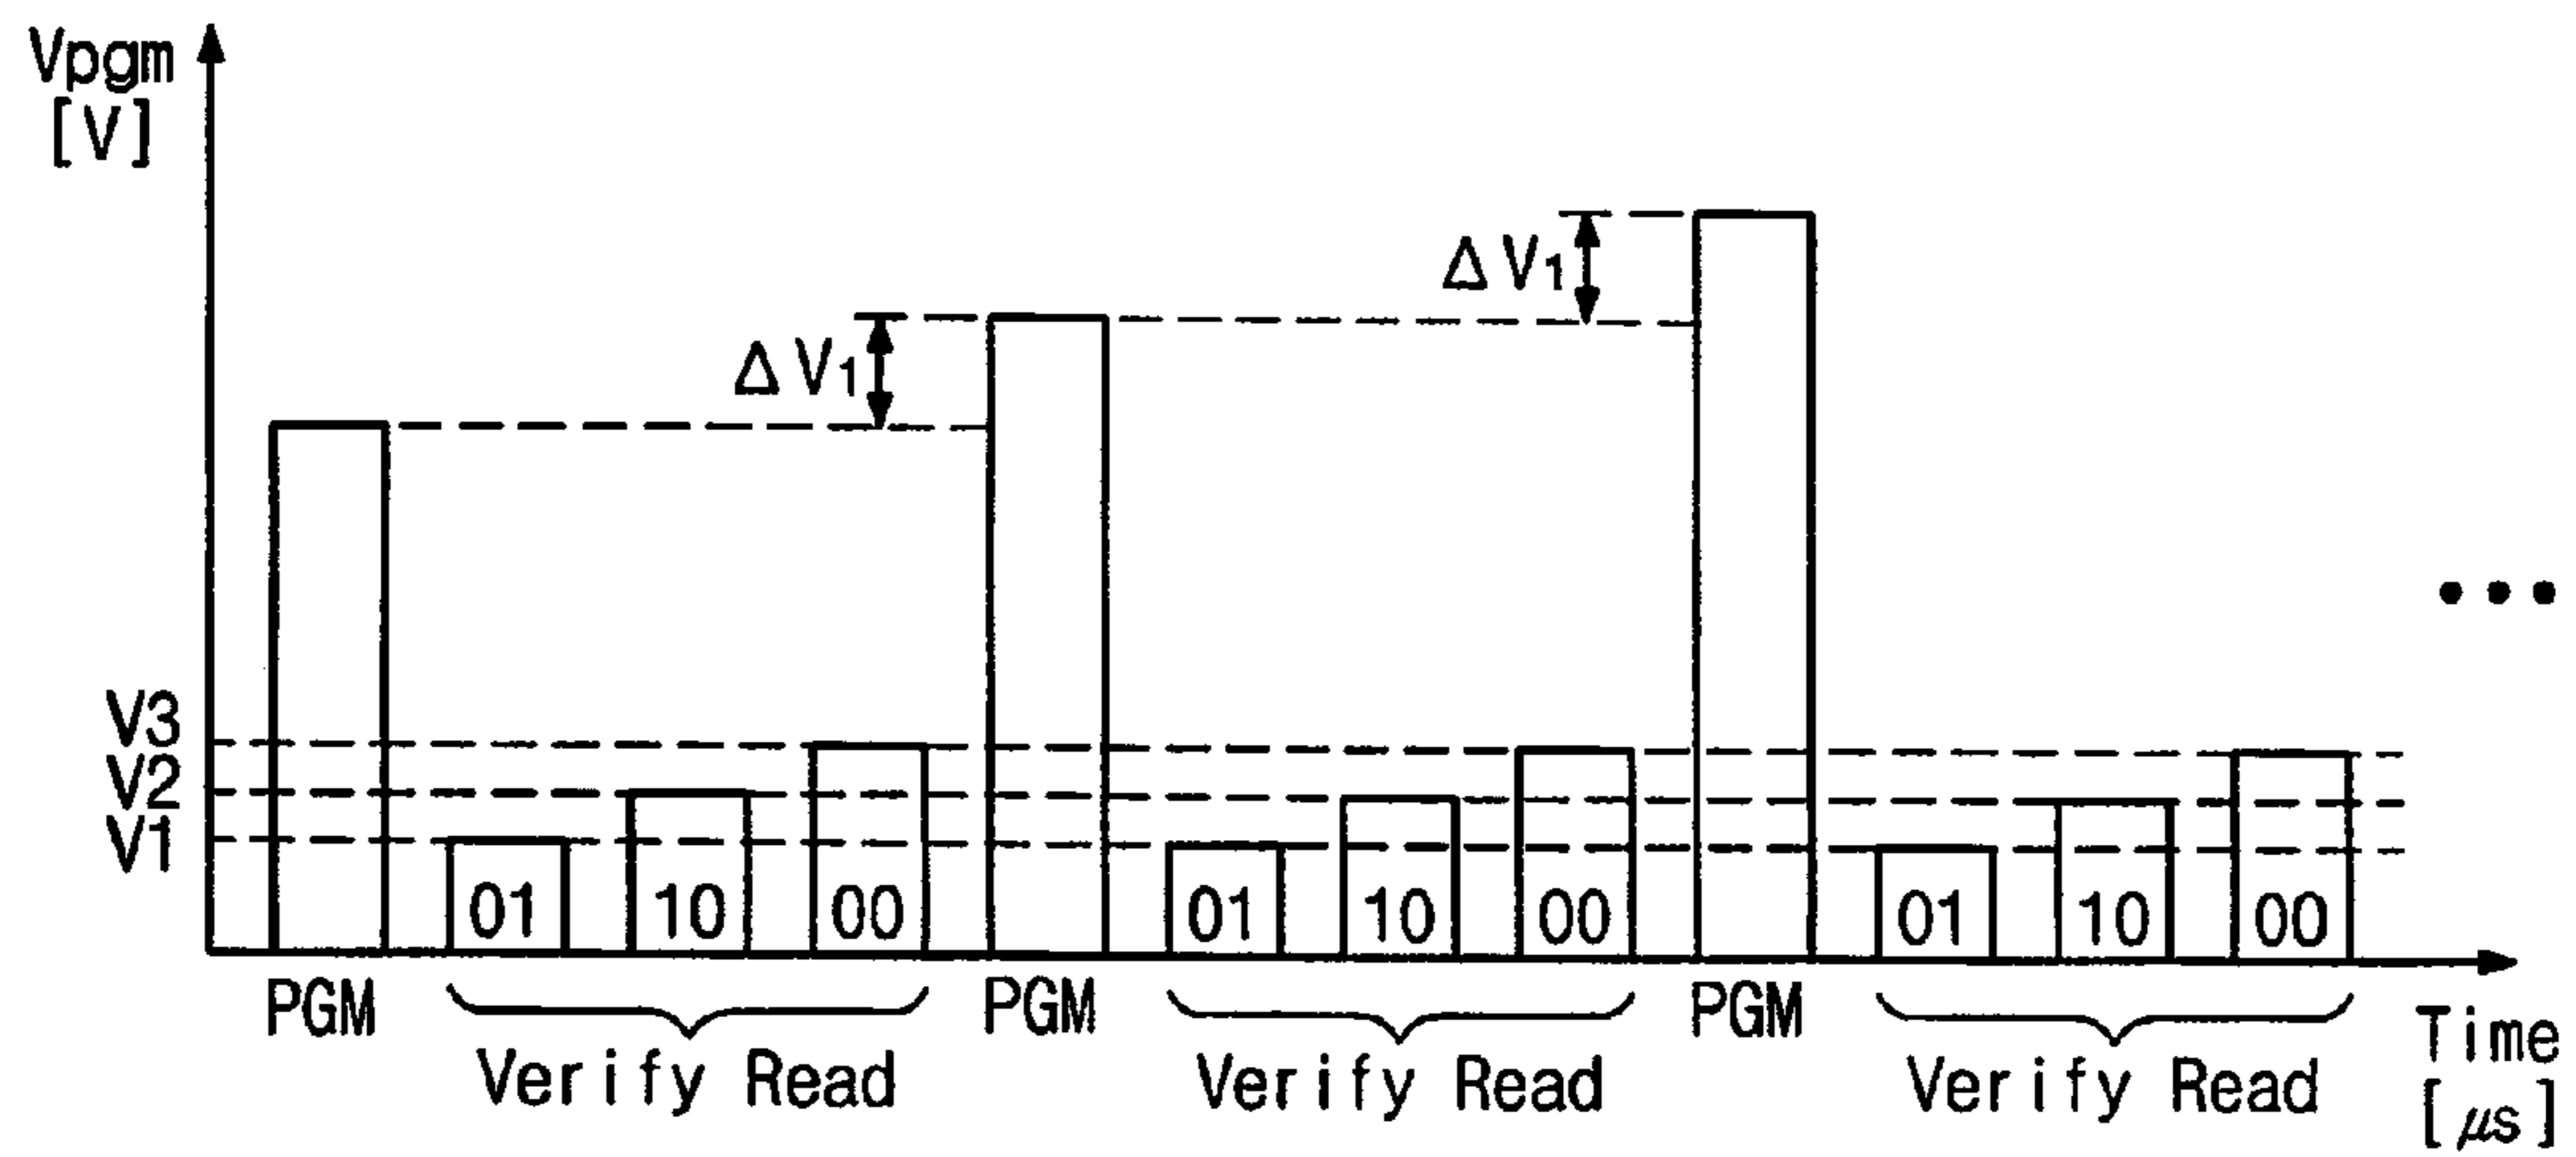 Vpgm
[V]
ΔV1
ΔV1
V3
V2
V1
01 10 00 01 10 00 01 10 00
PGM PGM PGM
Verify Read Verify Read Verify Read
Time
[μs]